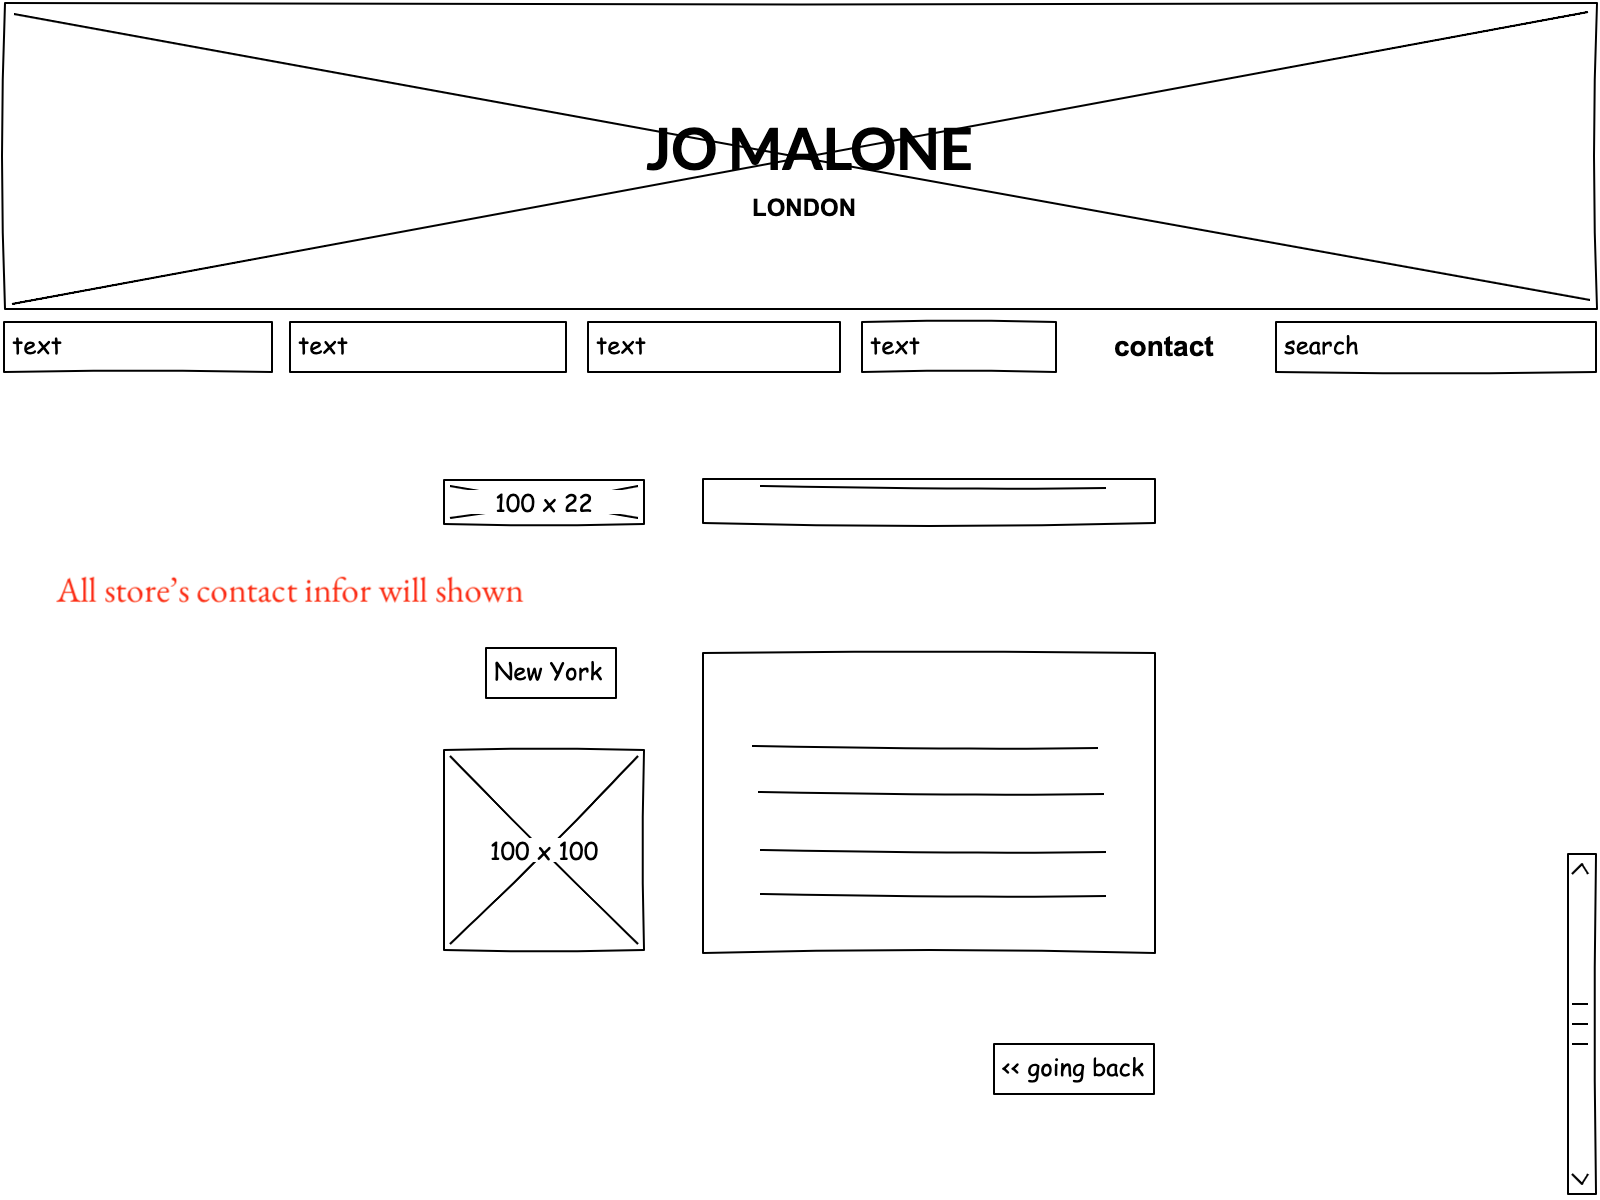 JO MALONE
LONDON
text
text
text
text
contact
search
100 x 22
All store’s contact infor will shown
New York
100 x 100
<< going back